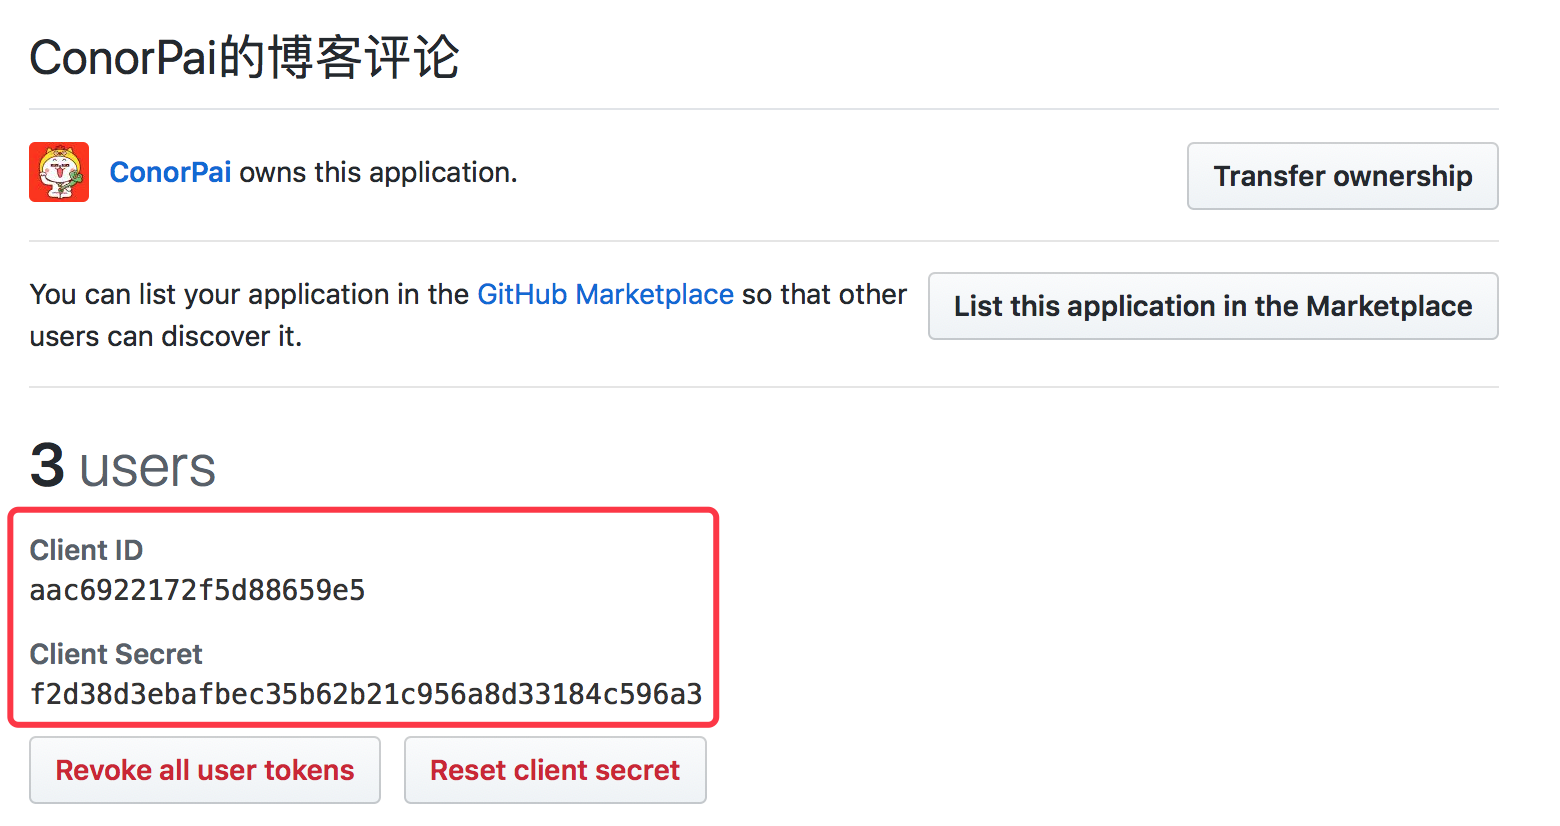 ConorPai的博客评论
ConorPai owns this application.
Transfer ownership
You can list your application in the GitHub Marketplace so that other
users can discover it.
List this application in the Marketplace
3 users
Client ID
aac6922172f5d88659e5
Client Secret
f2d38d3ebafbec35b62b21c956a8d33184c596a3
Revoke all user tokens
Reset client secret